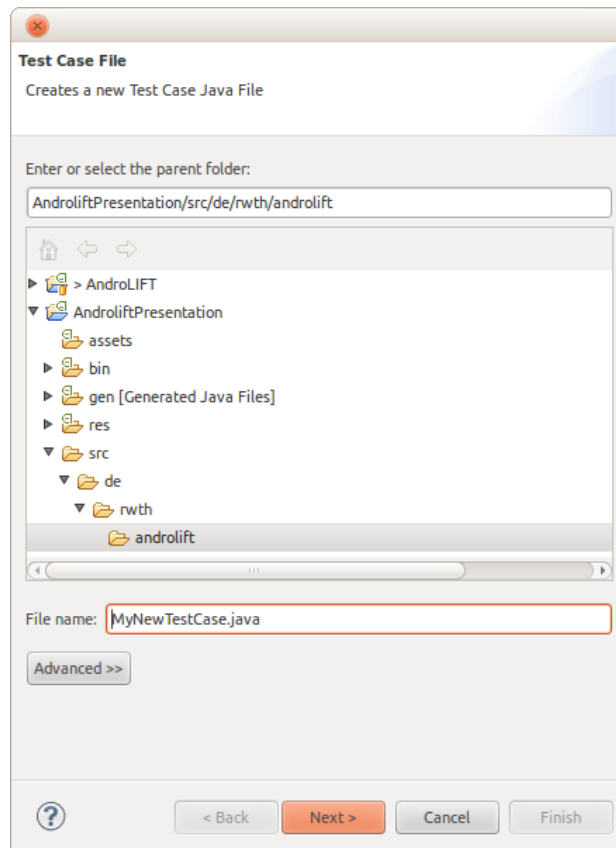 Test Case File
Creates a new Test Case Java File
Enter or select the parent folder:
AndroliftPresentation/src/de/rwth/androlift
> AndroLIFT
AndroliftPresentation
assets
bin
gen [Generated Java Files]
res
src
de
rwth
androlift
File name: MyNewTestCase.java
Advanced >>
? < Back Next > Cancel Finish